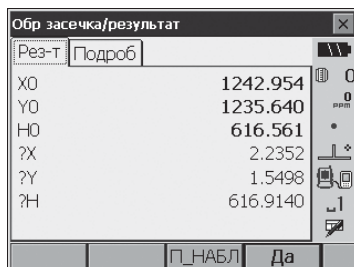 Обр засечка/результат
Рез-т Подроб
X0 1242.954
Y0 1235.640
H0 616.561
?X 2.2352
?Y 1.5498
?H 616.9140
0
0
ppm
1
П_НАБЛ Да